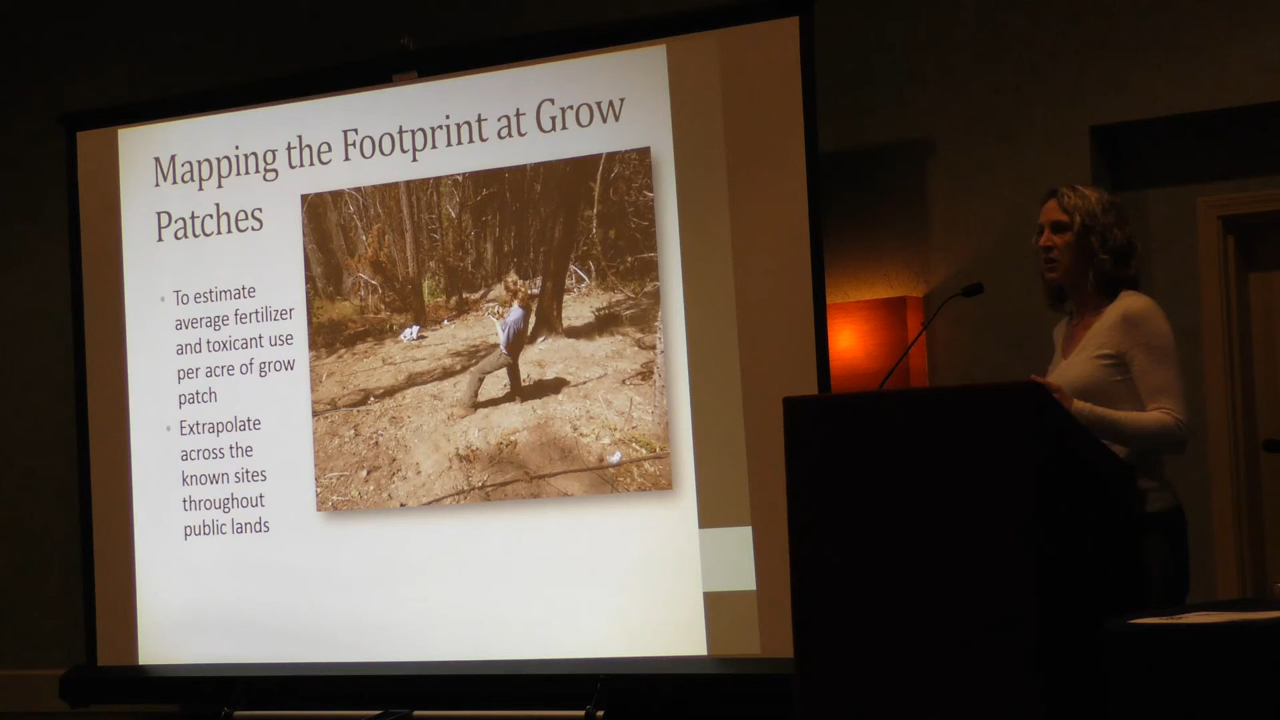 Mapping the Footprint at Grow
Patches
• To estimate
average fertilizer
and toxicant use
per acre of grow
patch
• Extrapolate
across the
known sites
throughout
public lands